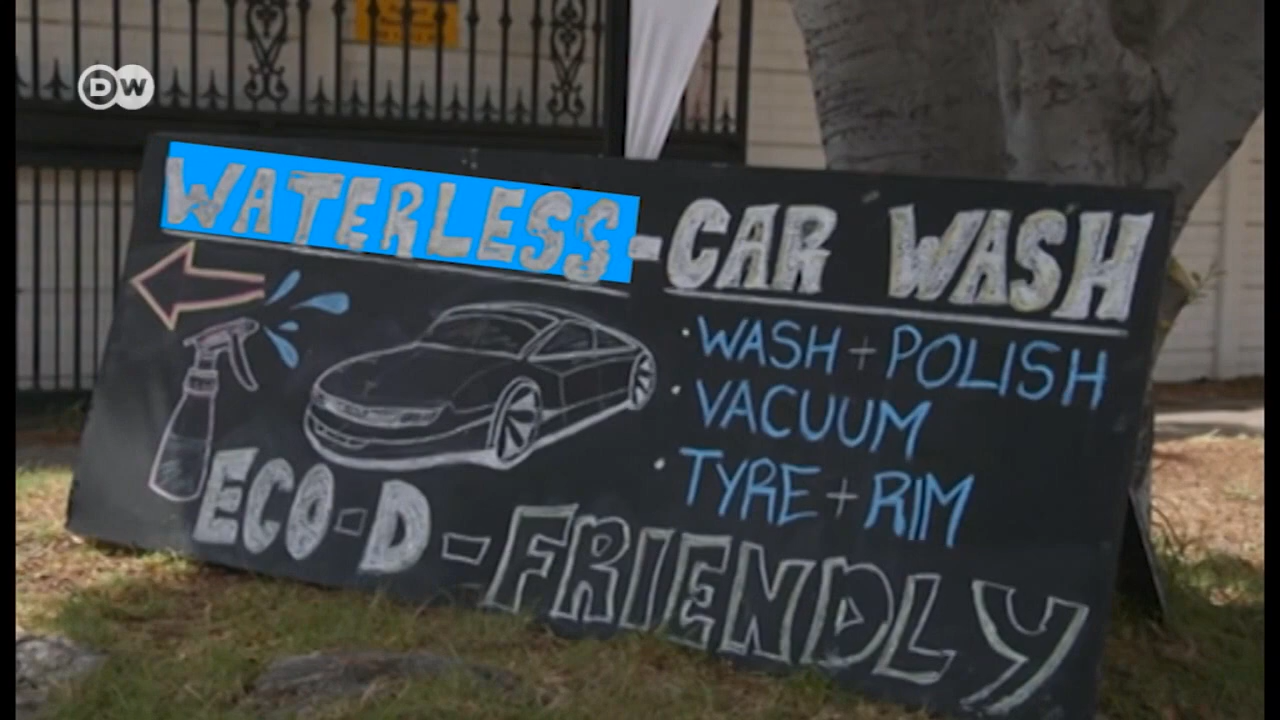 DW
WATERLESS-CAR WASH
• WASH + POLISH
• VACUUM
• TYRE + RIM
ECO-D-FRIENDLY